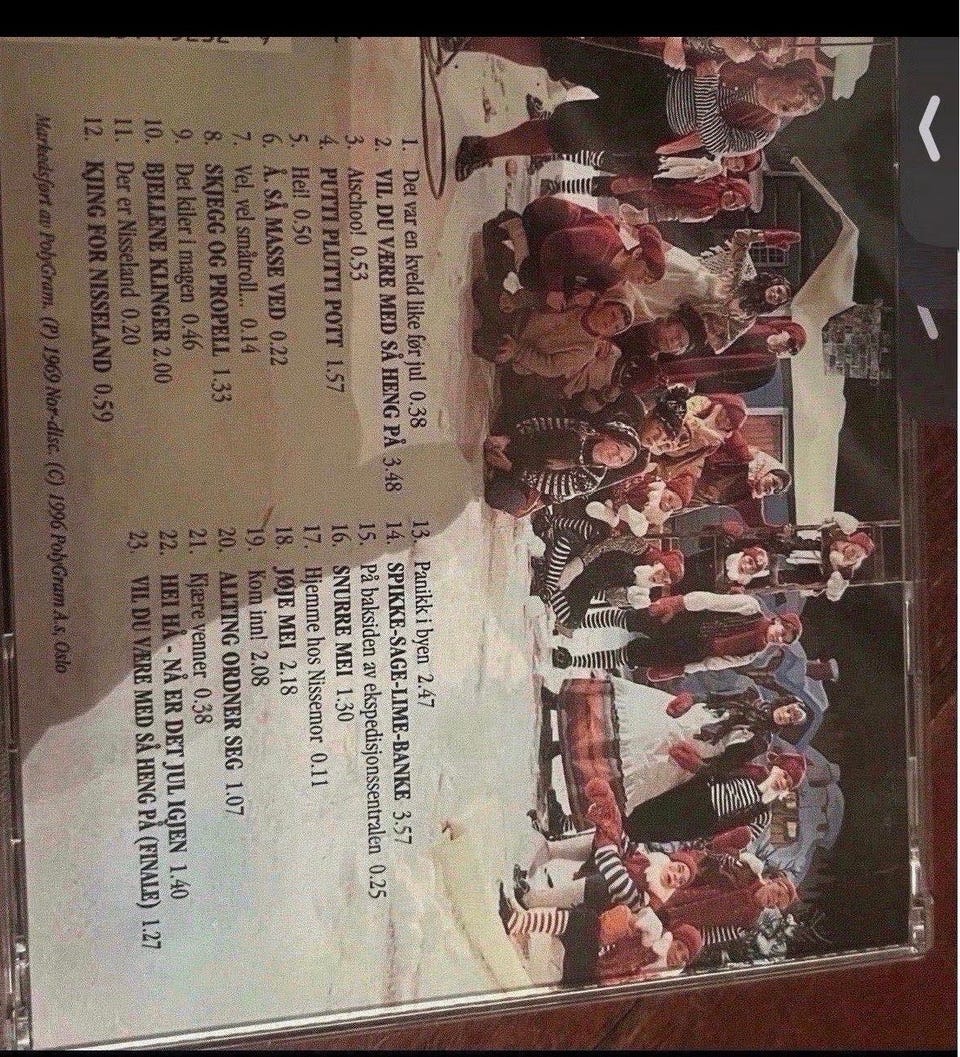 1. Det var en kveld like før jul 0.38
2. VIL DU VÆRE MED SÅ HENG PÅ 3.48
3. Atschoo! 0.53
4. PUTTI PLUTTI POTT 1.57
5. Hei! 0.50
6. Å SÅ MASSE VED 0.22
7. Vel, vel småtroll.... 0.14
8. SKJEGG OG PROPELL 1.33
9. Det kiler i magen 0.46
10. BJELLENE KLINGER 2.00
11. Der er Nisseland 0.20
12. KJING FOR NISSELAND 0.59
13. Panikk i byen 2.47
14. SPIKKE-SAGE-LIME-BANKE 3.57
15. På baksiden av ekspedisjonssentralen 0.25
16. SNURRE MEI 1.30
17. Hjemme hos Nissemor 0.11
18. JØJE MEI 2.18
19. Kom inn! 2.08
20. ALLTING ORDNER SEG 1.07
21. Kjære venner 0.38
22. HEI HÅ - NÅ ER DET JUL IGJEN 1.40
23. VIL DU VÆRE MED SÅ HENG PÅ (FINALE) 1.27
Markedsført av PolyGram. (P) 1969 Nor-disc. (C) 1996 PolyGram A.s, Oslo